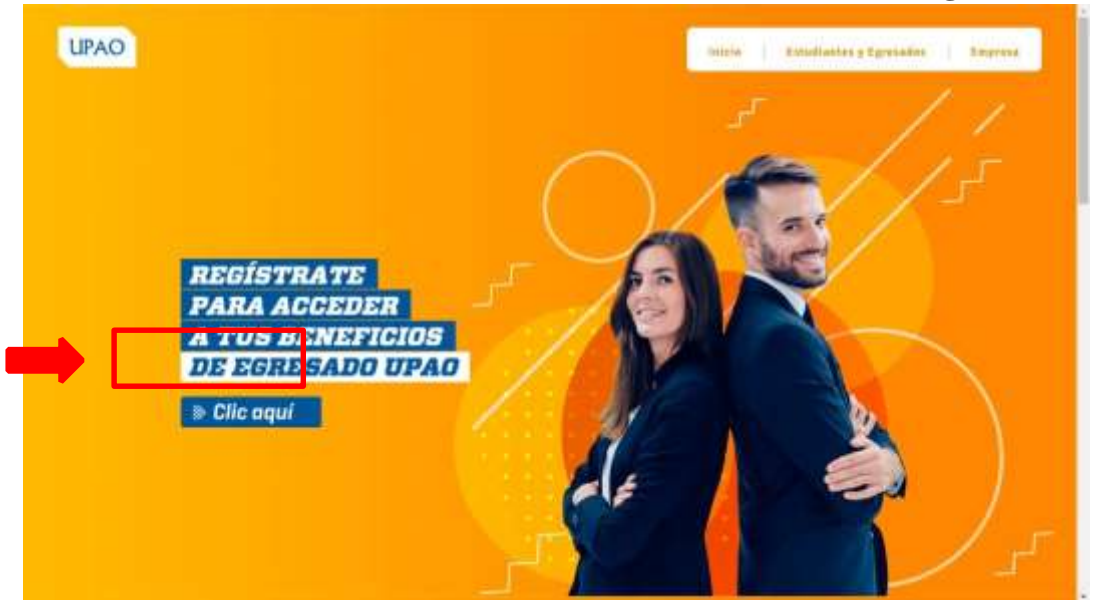 UPAO
Inicio
Estudiantes y Egresados
Empresa
REGÍSTRATE
PARA ACCEDER
A TUS BENEFICIOS
DE EGRESADO UPAO
Clic aquí